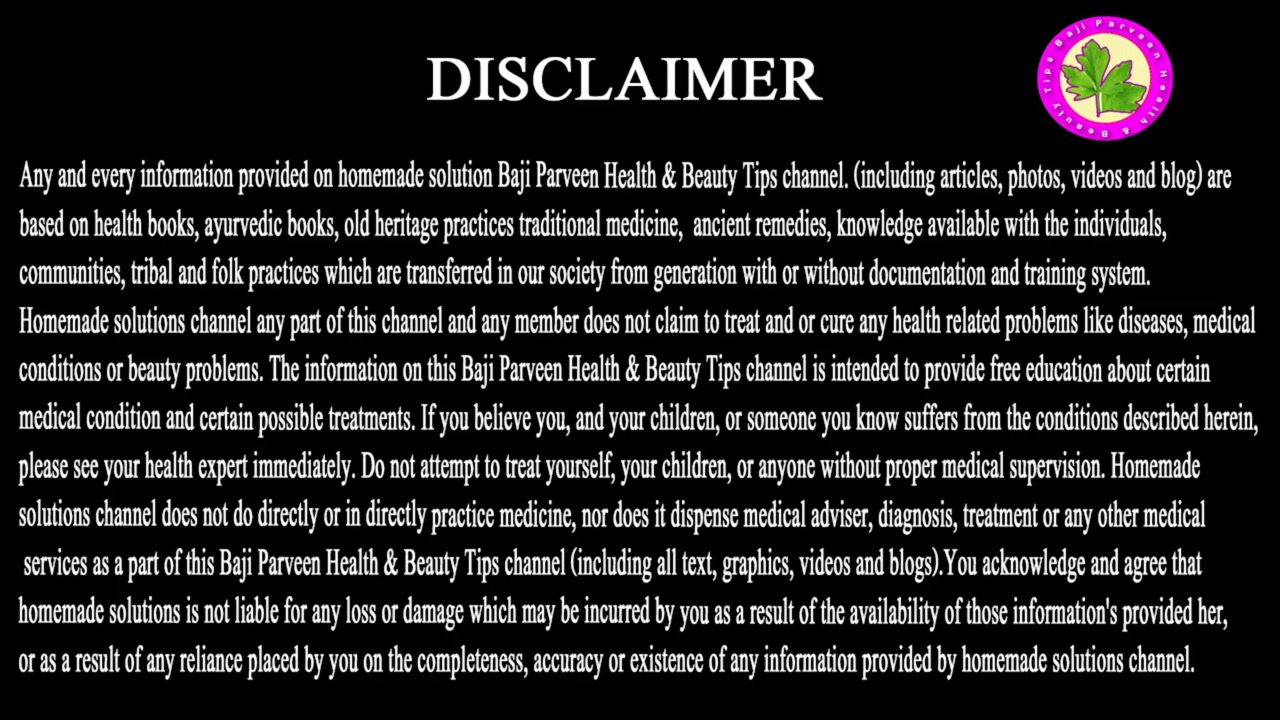 DISCLAIMER
Baji Parveen Health & Beauty Tips
Any and every information provided on homemade solution Baji Parveen Health & Beauty Tips channel. (including articles, photos, videos and blog) are
based on health books, ayurvedic books, old heritage practices traditional medicine, ancient remedies, knowledge available with the individuals,
communities, tribal and folk practices which are transferred in our society from generation with or without documentation and training system.
Homemade solutions channel any part of this channel and any member does not claim to treat and or cure any health related problems like diseases, medical
conditions or beauty problems. The information on this Baji Parveen Health & Beauty Tips channel is intended to provide free education about certain
medical condition and certain possible treatments. If you believe you, and your children, or someone you know suffers from the conditions described herein,
please see your health expert immediately. Do not attempt to treat yourself, your children, or anyone without proper medical supervision. Homemade
solutions channel does not do directly or in directly practice medicine, nor does it dispense medical adviser, diagnosis, treatment or any other medical
services as a part of this Baji Parveen Health & Beauty Tips channel (including all text, graphics, videos and blogs).You acknowledge and agree that
homemade solutions is not liable for any loss or damage which may be incurred by you as a result of the availability of those information's provided her,
or as a result of any reliance placed by you on the completeness, accuracy or existence of any information provided by homemade solutions channel.